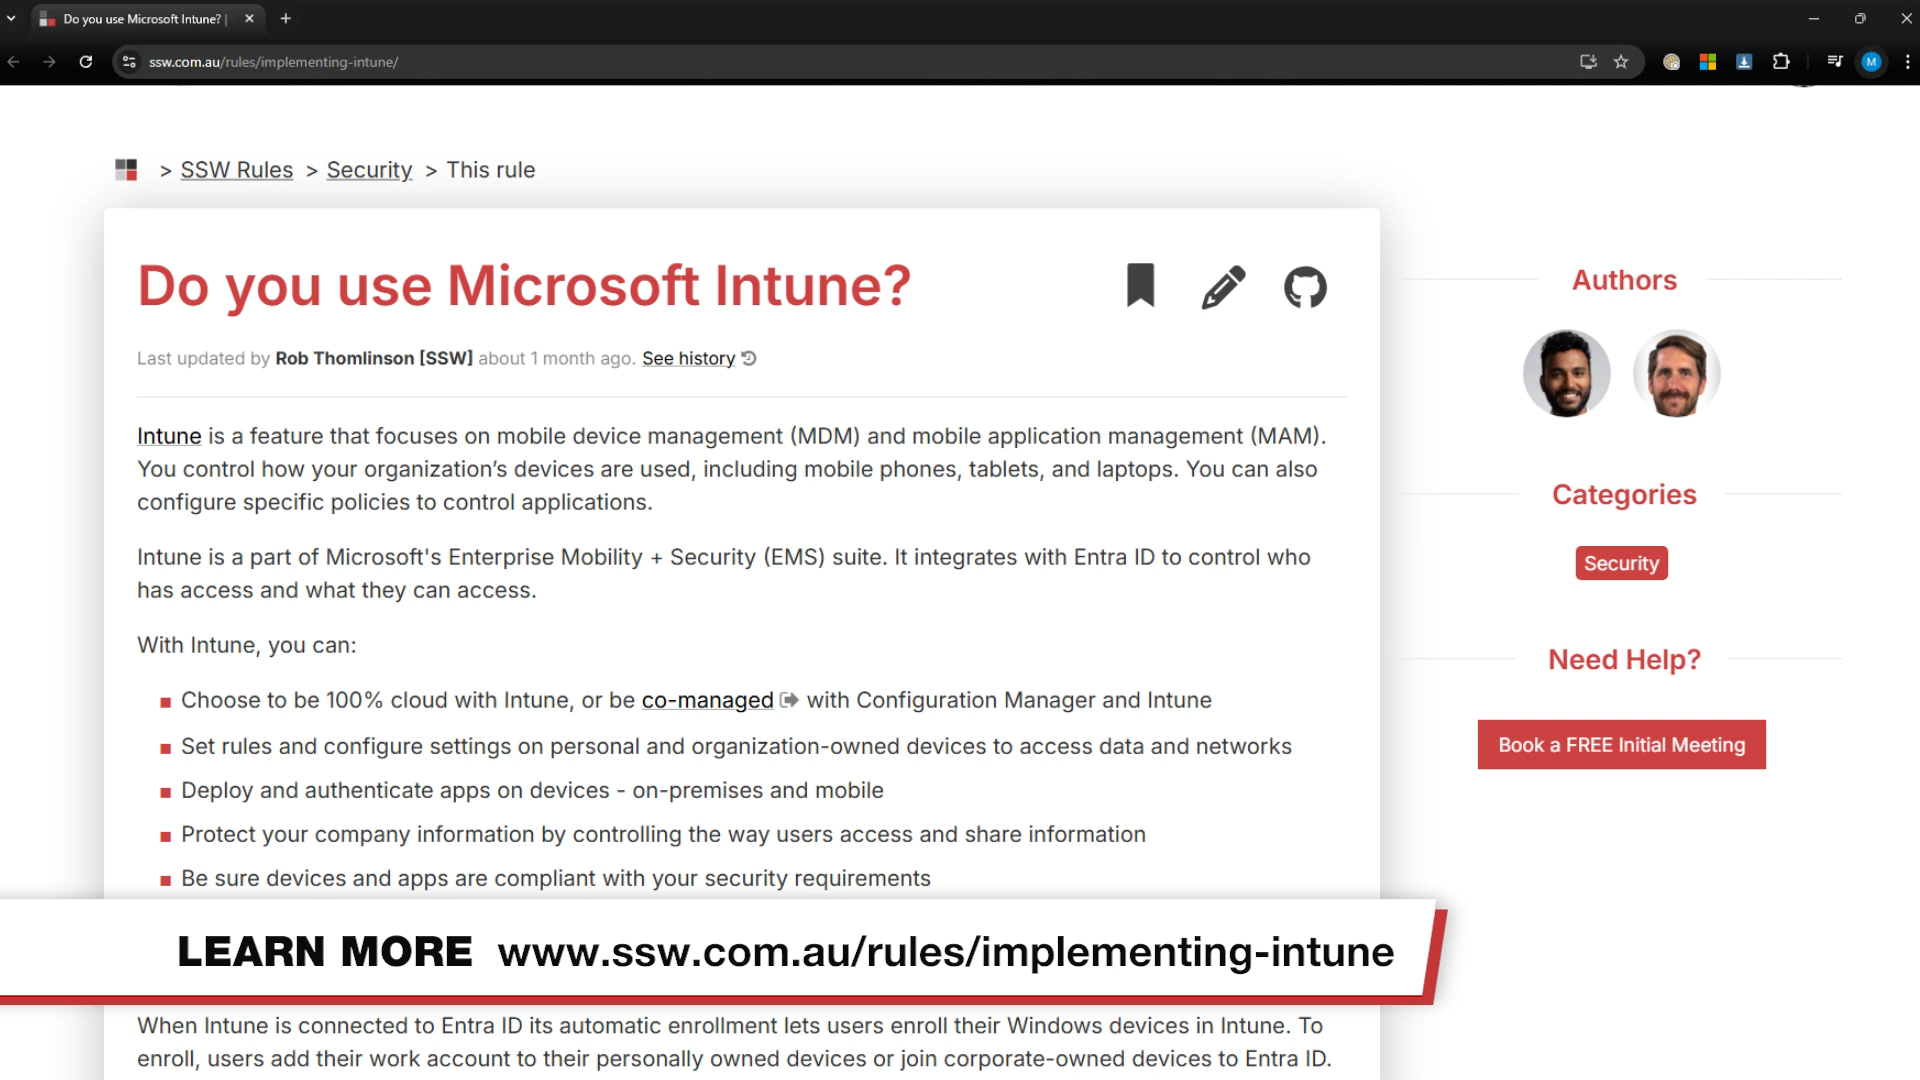 Do you use Microsoft Intune? |
ssw.com.au/rules/implementing-intune/
M
> SSW Rules > Security > This rule
Do you use Microsoft Intune?
Last updated by Rob Thomlinson [SSW] about 1 month ago. See history
Intune is a feature that focuses on mobile device management (MDM) and mobile application management (MAM).
You control how your organization’s devices are used, including mobile phones, tablets, and laptops. You can also
configure specific policies to control applications.
Intune is a part of Microsoft's Enterprise Mobility + Security (EMS) suite. It integrates with Entra ID to control who
has access and what they can access.
With Intune, you can:
Choose to be 100% cloud with Intune, or be co-managed with Configuration Manager and Intune
Set rules and configure settings on personal and organization-owned devices to access data and networks
Deploy and authenticate apps on devices - on-premises and mobile
Protect your company information by controlling the way users access and share information
Be sure devices and apps are compliant with your security requirements
LEARN MORE www.ssw.com.au/rules/implementing-intune
When Intune is connected to Entra ID its automatic enrollment lets users enroll their Windows devices in Intune. To
enroll, users add their work account to their personally owned devices or join corporate-owned devices to Entra ID.
Authors
Categories
Security
Need Help?
Book a FREE Initial Meeting